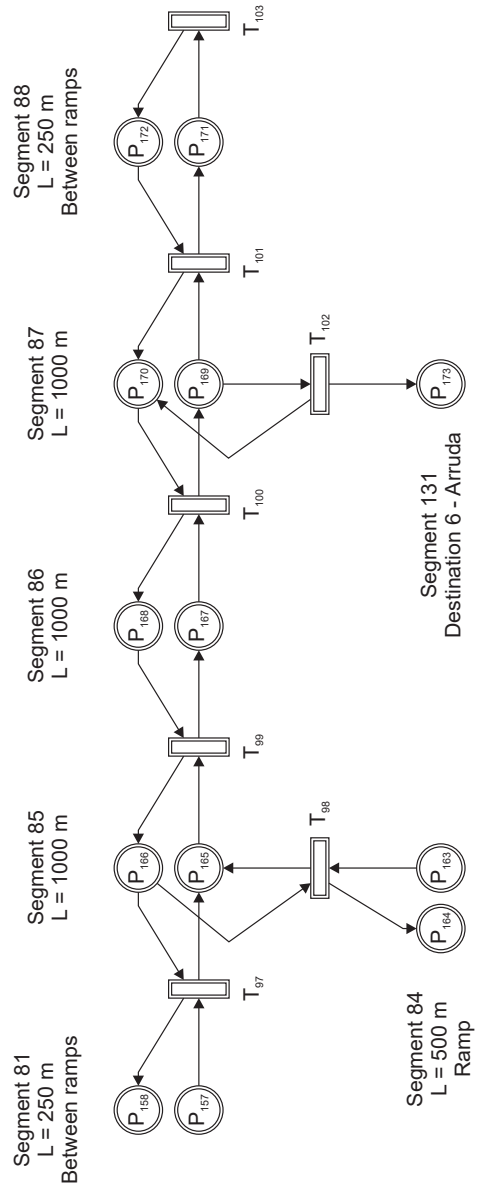 Segment 81
L = 250 m
Between ramps
Segment 85
L = 1000 m
Segment 86
L = 1000 m
Segment 87
L = 1000 m
Segment 88
L = 250 m
Between ramps
P158
P166
P168
P170
P172
P157
P165
P167
P169
P171
T97
T99
T100
T101
T103
T98
T102
P164
P163
P173
Segment 84
L = 500 m
Ramp
Segment 131
Destination 6 - Arruda